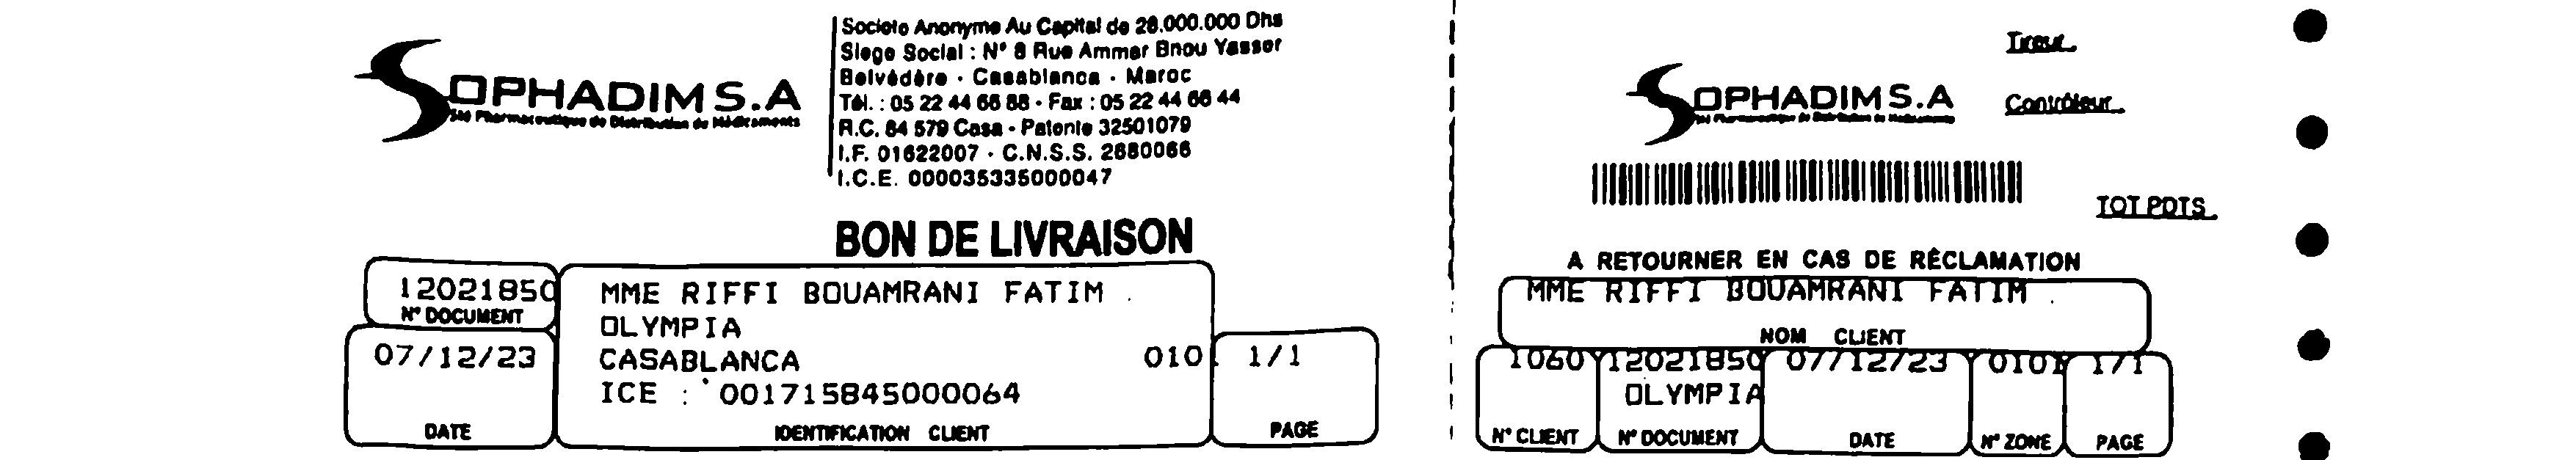 SOPHADIM S.A
Sté Pharmaceutique de Distribution de Médicaments
Societe Anonyme Au Capital de 28.000.000 Dhs
Siege Social : N° 8 Rue Ammar Bnou Yasser
Belvédère - Casablanca - Maroc
Tél. : 05 22 44 66 88 - Fax : 05 22 44 66 44
R.C. 84 579 Casa - Patente 32501079
I.F. 01622007 - C.N.S.S. 2680066
I.C.E. 000035335000047
BON DE LIVRAISON
12021850
N° DOCUMENT
07/12/23
DATE
MME RIFFI BOUAMRANI FATIM
OLYMPIA
CASABLANCA 010
ICE : 001715845000064
IDENTIFICATION CLIENT
1/1
PAGE
SOPHADIM S.A
Sté Pharmaceutique de Distribution de Médicaments
Tireur
Contrôleur
TOT PDTS
A RETOURNER EN CAS DE RÉCLAMATION
MME RIFFI BOUAMRANI FATIM
NOM CLIENT
1060 12021850 07/12/23 0101 1/1
OLYMPIA
N° CLIENT N° DOCUMENT DATE N° ZONE PAGE